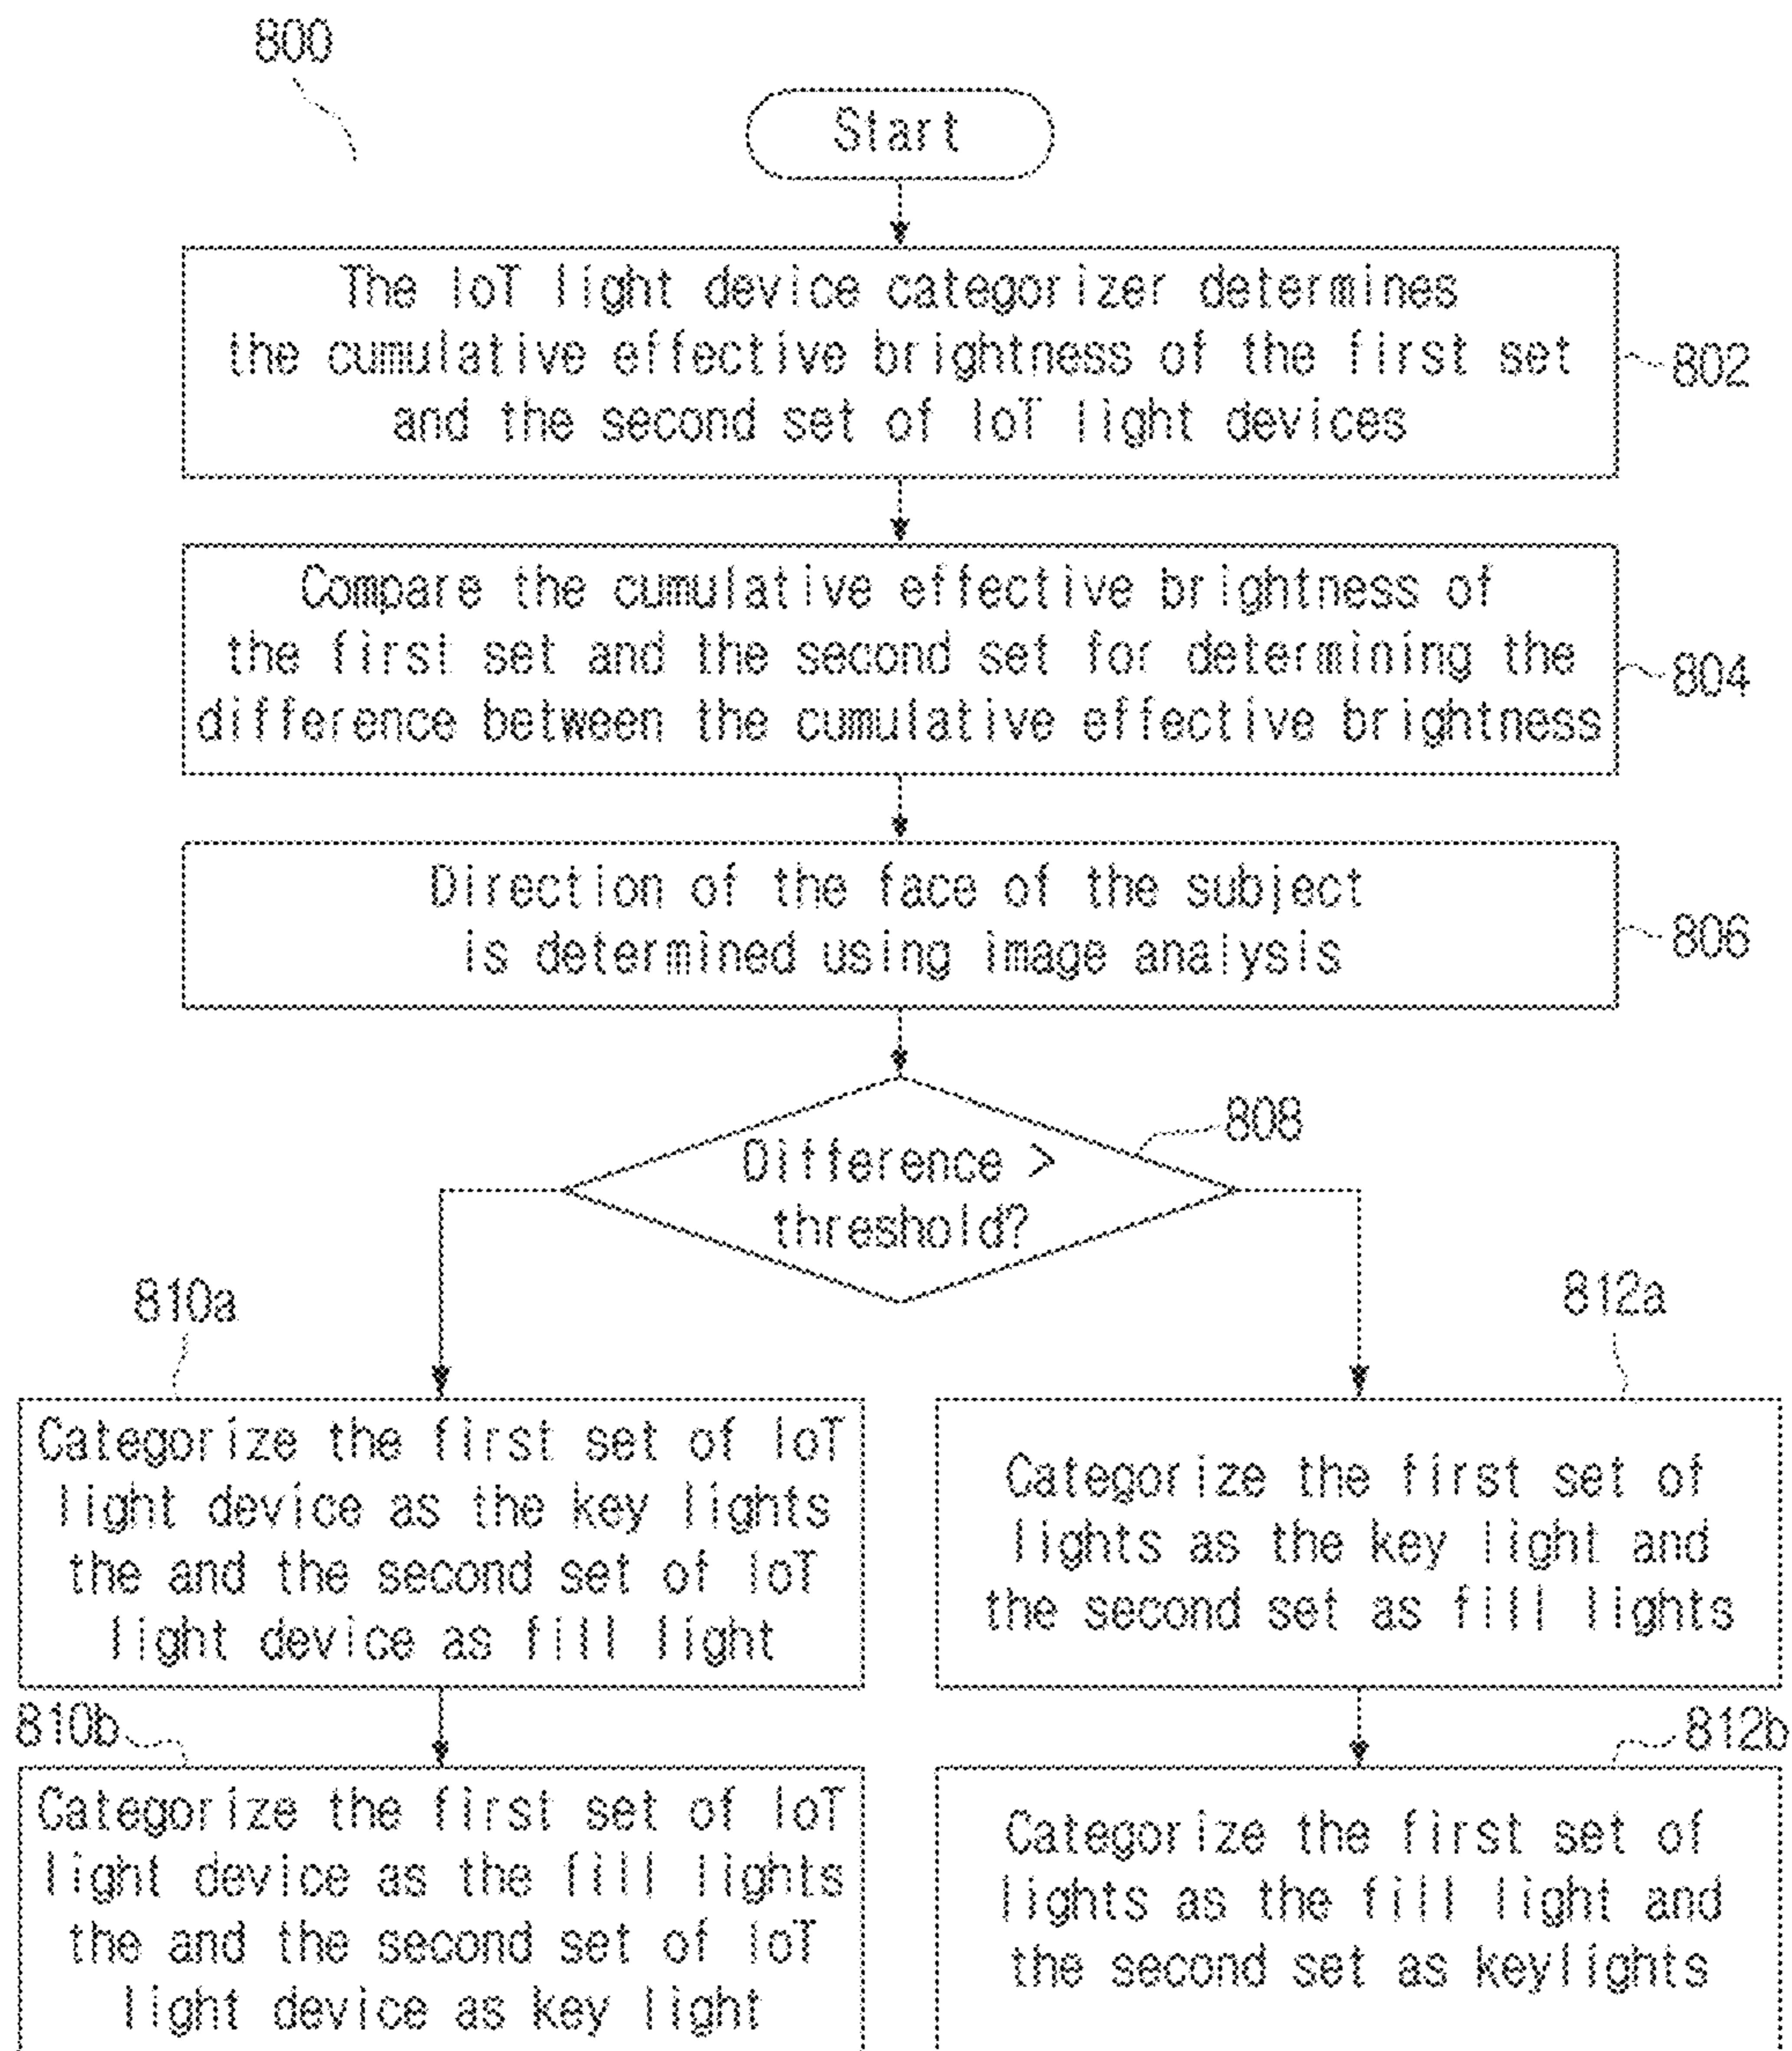 800
Start
The IoT light device categorizer determines
the cumulative effective brightness of the first set
and the second set of IoT light devices
802
Compare the cumulative effective brightness of
the first set and the second set for determining the
difference between the cumulative effective brightness
804
Direction of the face of the subject
is determined using image analysis
806
Difference >
threshold?
808
810a
Categorize the first set of IoT
light device as the key lights
the and the second set of IoT
light device as fill light
812a
Categorize the first set of
lights as the key light and
the second set as fill lights
810b
Categorize the first set of IoT
light device as the fill lights
the and the second set of IoT
light device as key light
812b
Categorize the first set of
lights as the fill light and
the second set as keylights